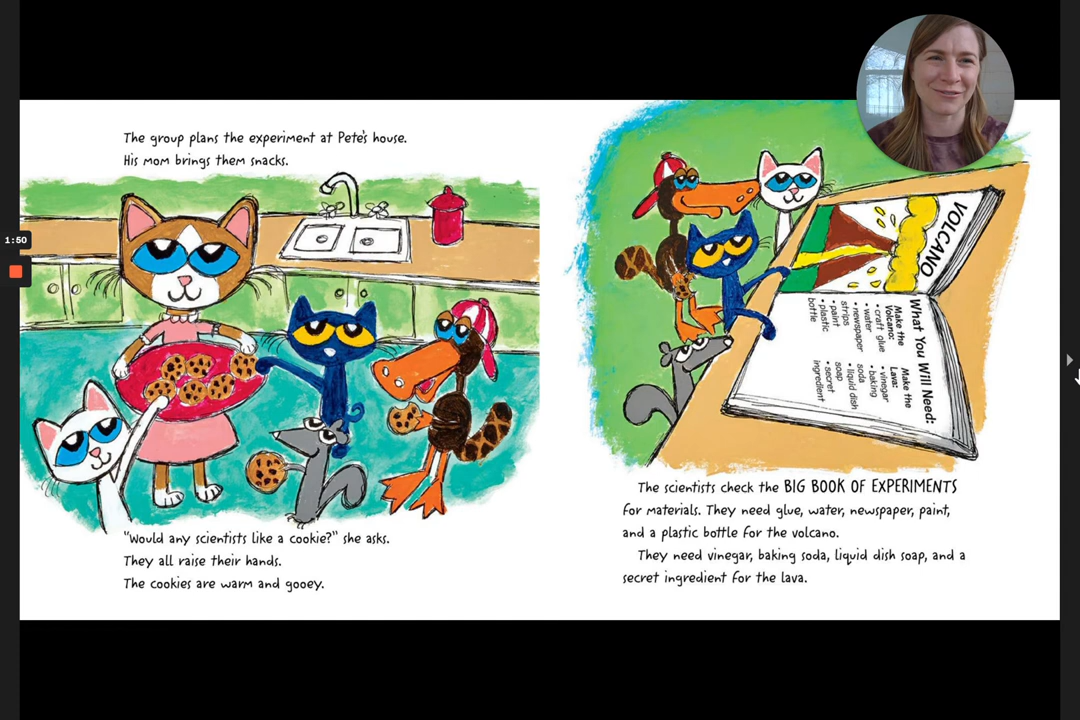 1:50
The group plans the experiment at Pete's house.
His mom brings them snacks.
"Would any scientists like a cookie?" she asks.
They all raise their hands.
The cookies are warm and gooey.
VOLCANO
What You Will Need:
Make the
Volcano:
• craft glue
• water
• newspaper
strips
• paint
• plastic
bottle
Make the
Lava:
• vinegar
• baking
soda
• liquid dish
soap
• secret
ingredient
The scientists check the BIG BOOK OF EXPERIMENTS
for materials. They need glue, water, newspaper, paint,
and a plastic bottle for the volcano.
They need vinegar, baking soda, liquid dish soap, and a
secret ingredient for the lava.